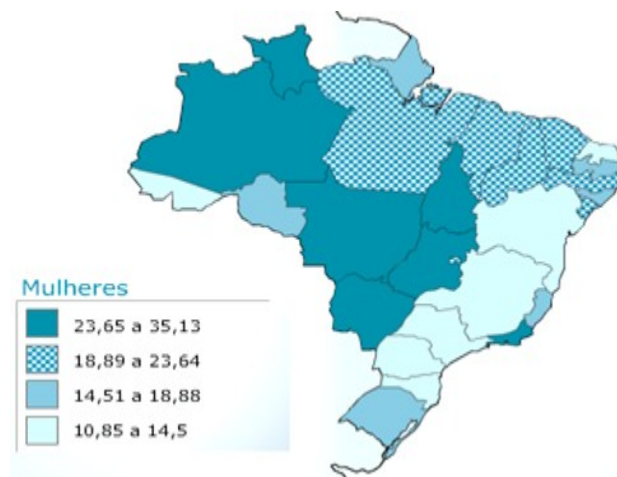 Mulheres
23,65 a 35,13
18,89 a 23,64
14,51 a 18,88
10,85 a 14,5